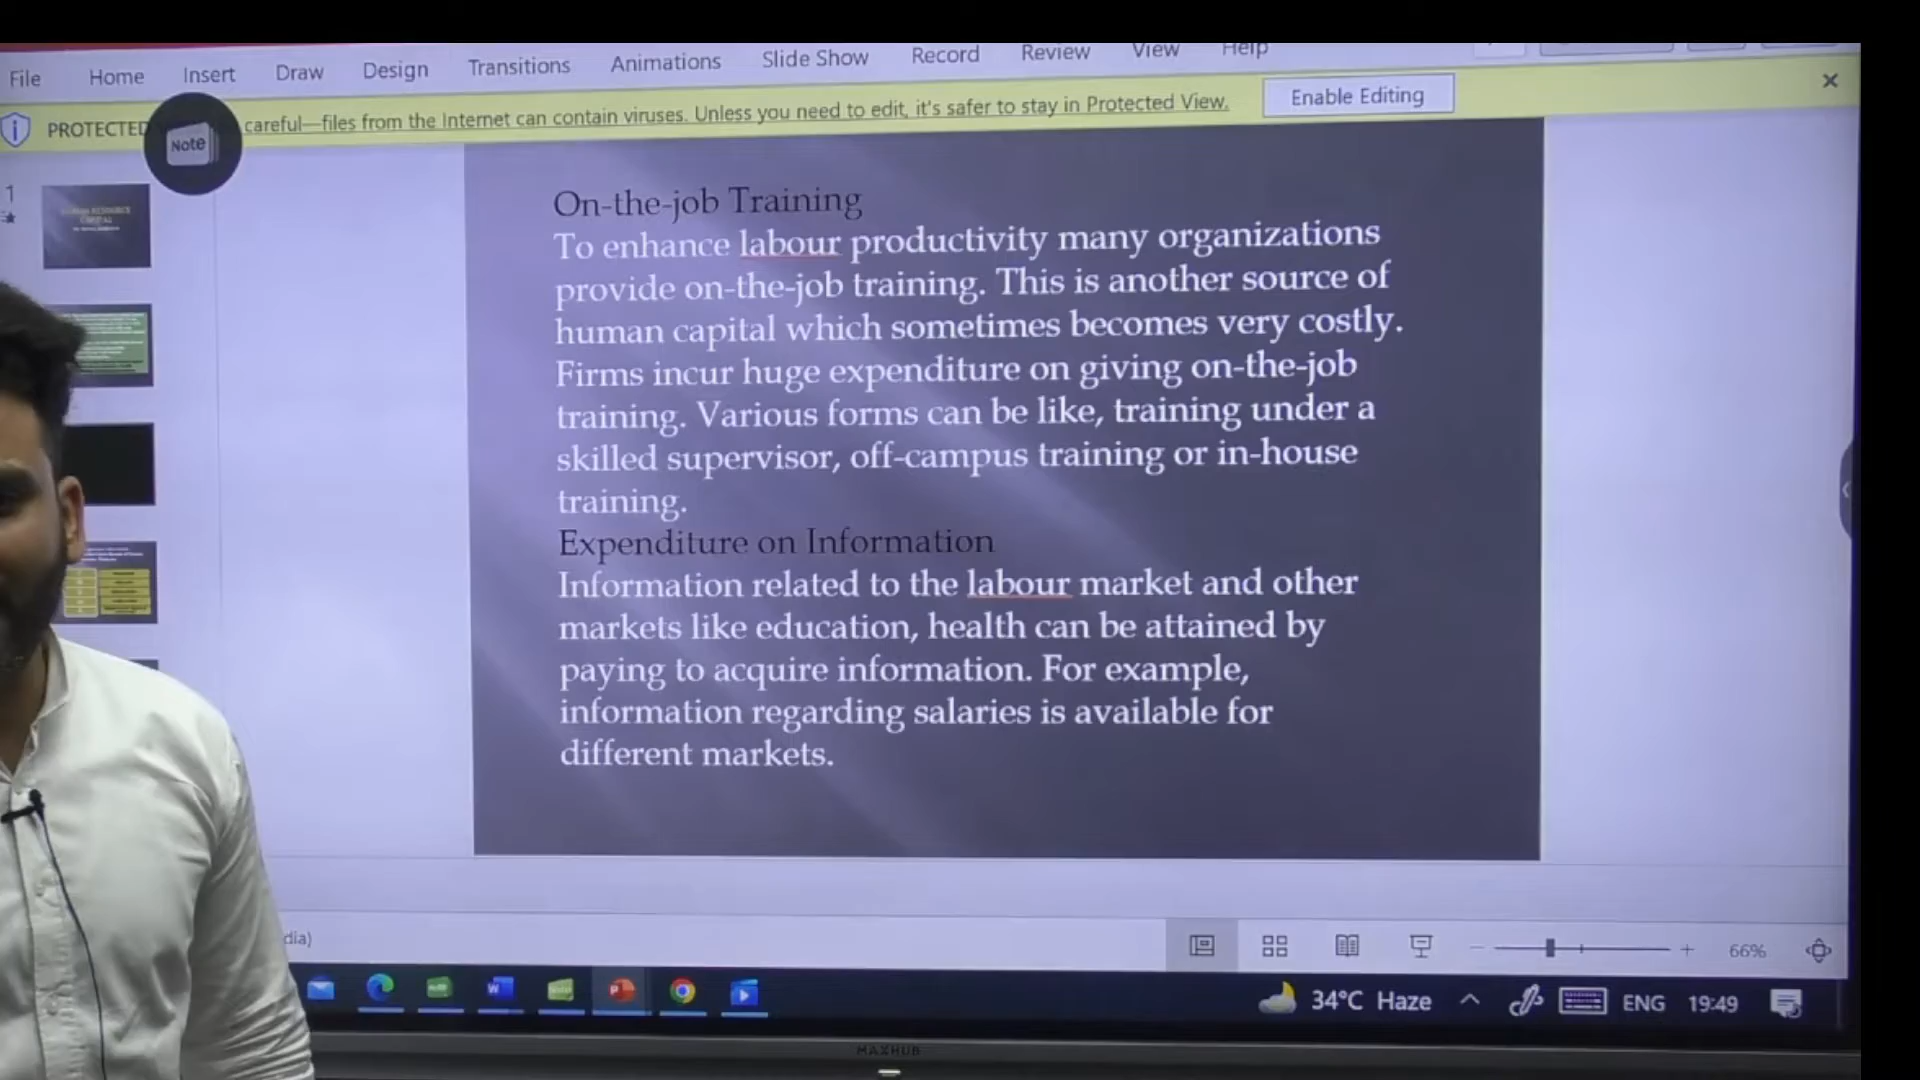 File Home Insert Draw Design Transitions Animations Slide Show Record Review View Help
PROTECTED careful—files from the Internet can contain viruses. Unless you need to edit, it's safer to stay in Protected View. Enable Editing
Note
1
On-the-job Training
To enhance labour productivity many organizations
provide on-the-job training. This is another source of
human capital which sometimes becomes very costly.
Firms incur huge expenditure on giving on-the-job
training. Various forms can be like, training under a
skilled supervisor, off-campus training or in-house
training.
Expenditure on Information
Information related to the labour market and other
markets like education, health can be attained by
paying to acquire information. For example,
information regarding salaries is available for
different markets.
dia)
66%
34°C Haze ENG 19:49
MAXHUB